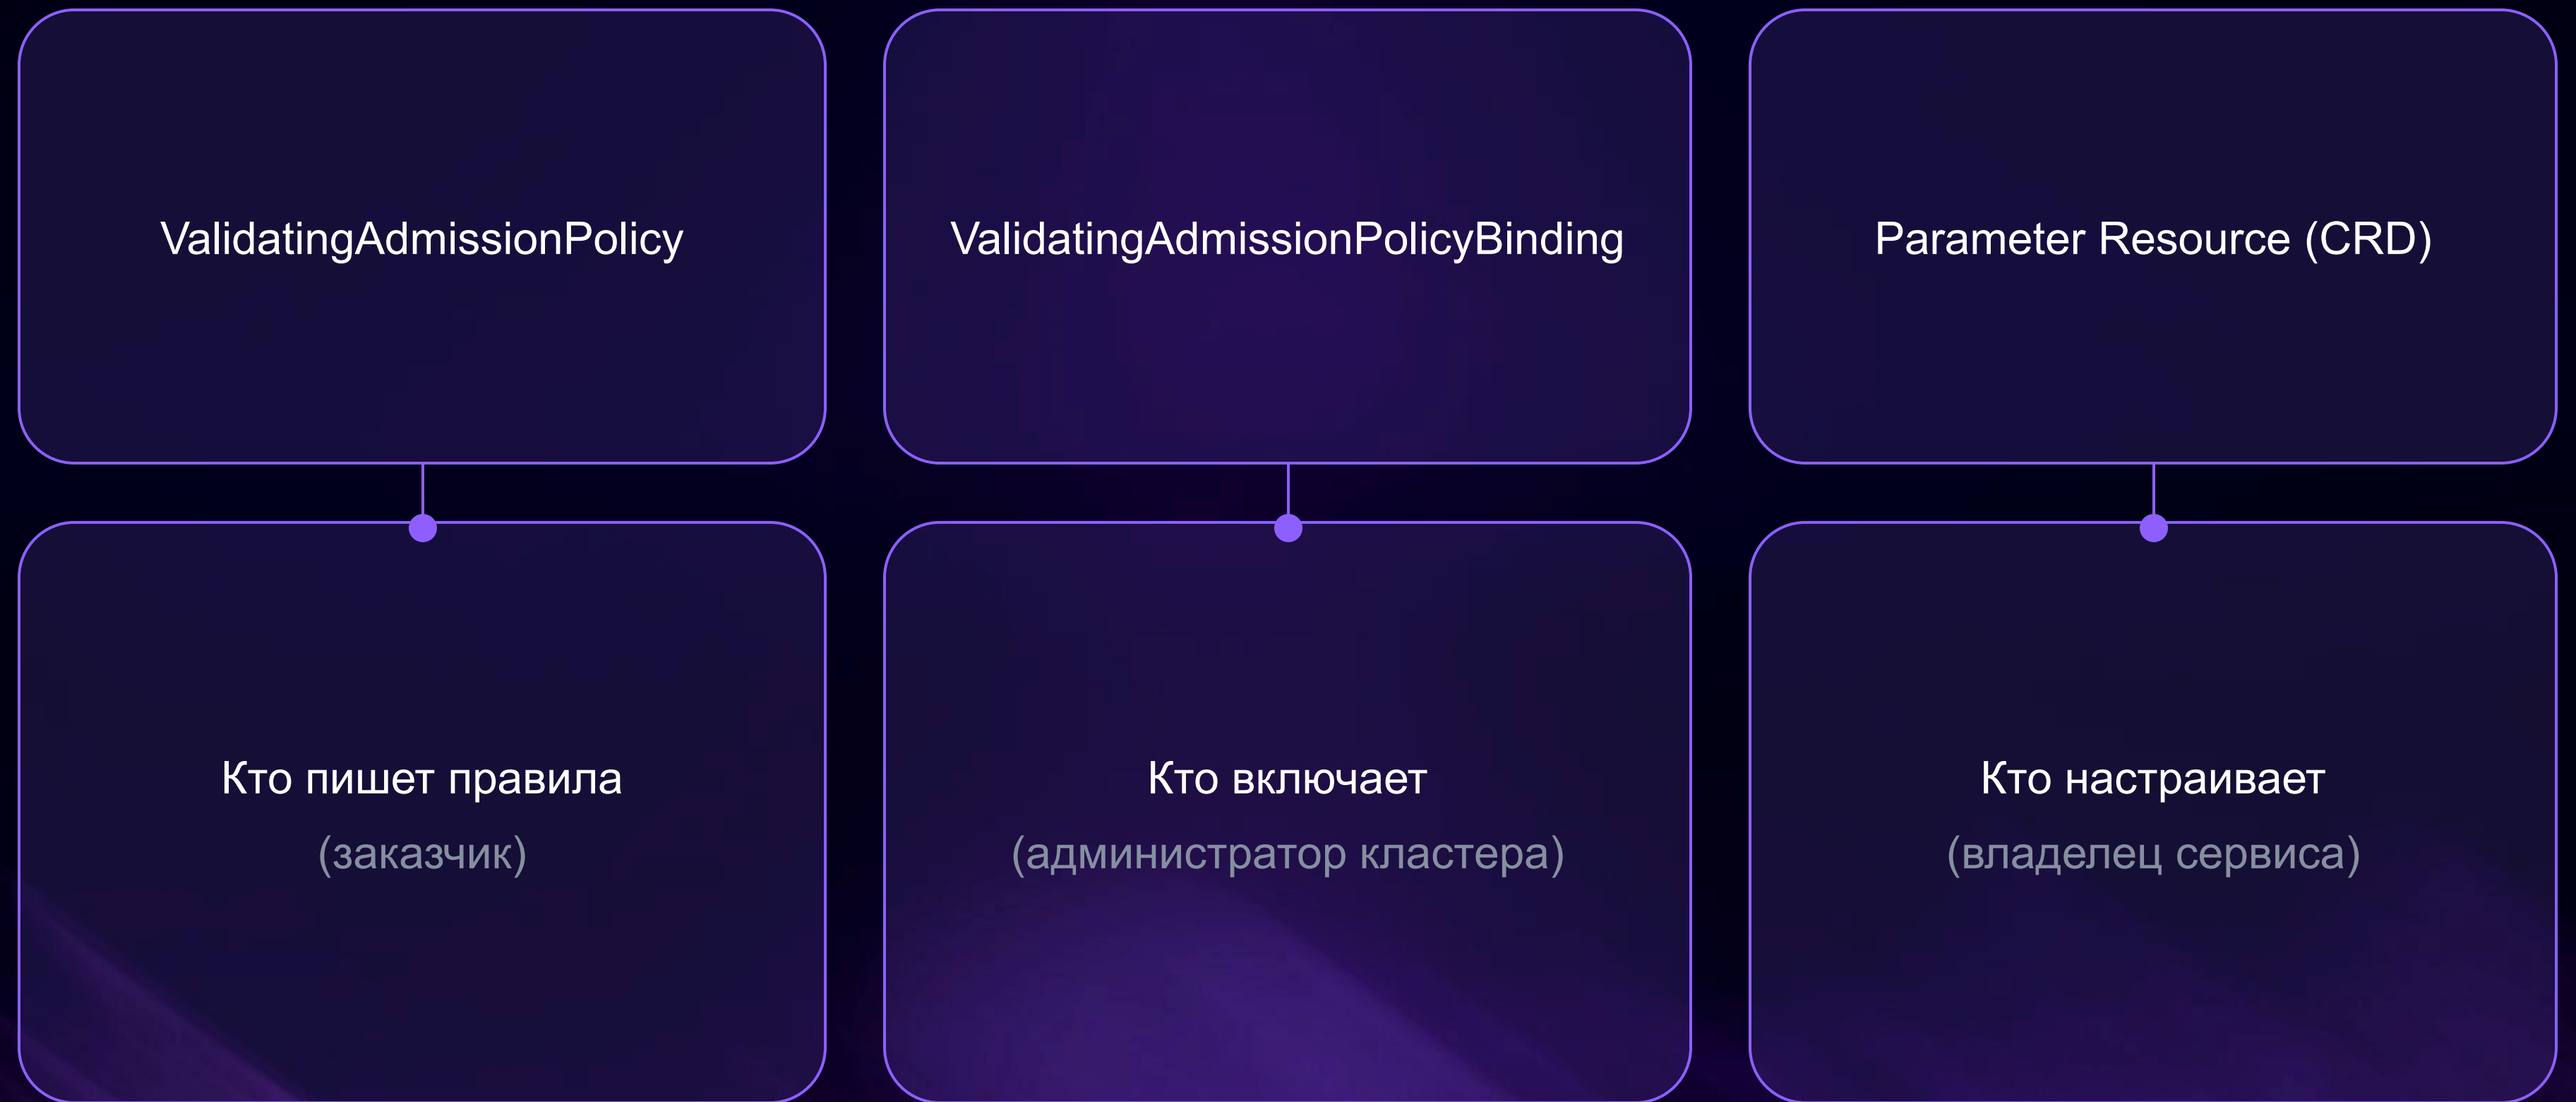 ValidatingAdmissionPolicy
ValidatingAdmissionPolicyBinding
Parameter Resource (CRD)
Кто пишет правила
(заказчик)
Кто включает
(администратор кластера)
Кто настраивает
(владелец сервиса)